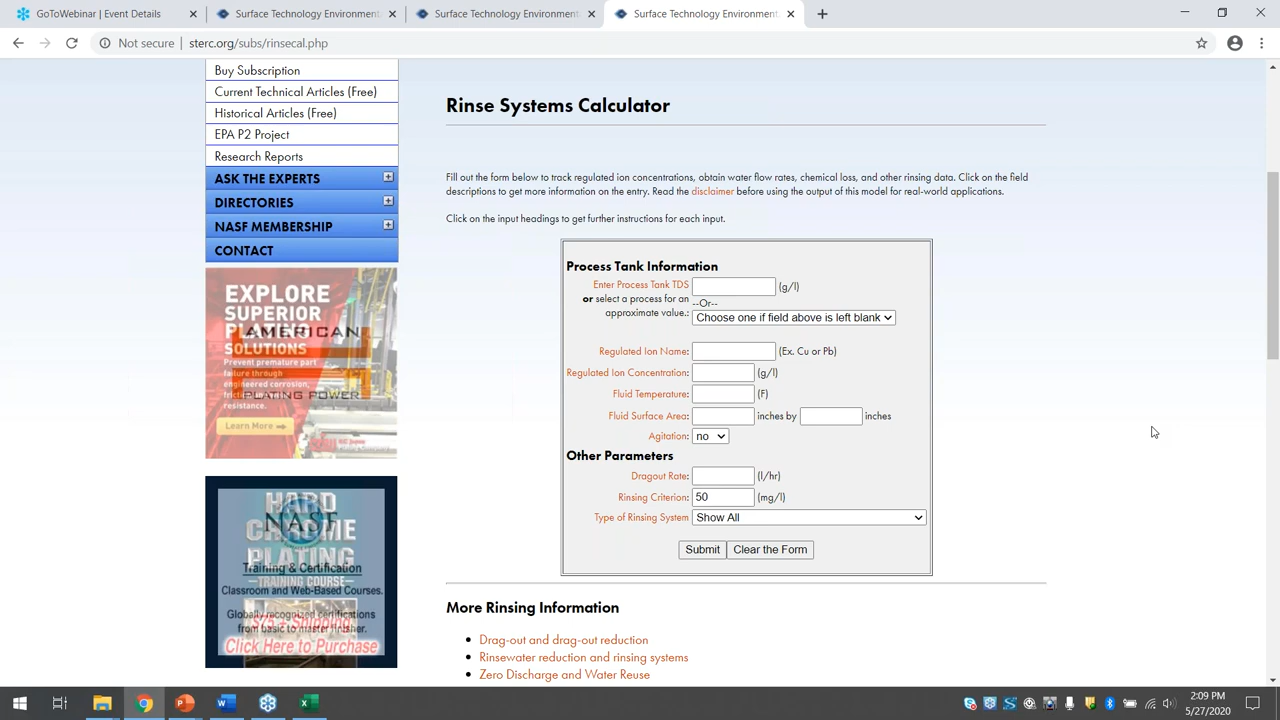 GoToWebinar | Event Details
Surface Technology Environment
Surface Technology Environment
Surface Technology Environment
Not secure | sterc.org/subs/rinsecal.php
Buy Subscription
Current Technical Articles (Free)
Historical Articles (Free)
EPA P2 Project
Research Reports
ASK THE EXPERTS
DIRECTORIES
NASF MEMBERSHIP
CONTACT
EXPLORE
SUPERIOR
PLATING
AMERICAN
SOLUTIONS
Prevent premature part
failure through
engineered corrosion,
PLATING POWER
resistance.
Learn More
HARD
CHROME
NASF
PLATING
TRAINING COURSE
Training & Certification
Classroom and Web-Based Courses.
Globally recognized certifications
from basic to master finisher.
$75 + Shipping
Click Here to Purchase
Rinse Systems Calculator
Fill out the form below to track regulated ion concentrations, obtain water flow rates, chemical loss, and other rinsing data. Click on the field
descriptions to get more information on the entry. Read the disclaimer before using the output of this model for real-world applications.
Click on the input headings to get further instructions for each input.
Process Tank Information
Enter Process Tank TDS (g/l)
or select a process for an --Or--
approximate value.: Choose one if field above is left blank
Regulated Ion Name: (Ex. Cu or Pb)
Regulated Ion Concentration: (g/l)
Fluid Temperature: (F)
Fluid Surface Area: inches by inches
Agitation: no
Other Parameters
Dragout Rate: (l/hr)
Rinsing Criterion: 50 (mg/l)
Type of Rinsing System Show All
Submit Clear the Form
More Rinsing Information
Drag-out and drag-out reduction
Rinsewater reduction and rinsing systems
Zero Discharge and Water Reuse
2:09 PM
5/27/2020